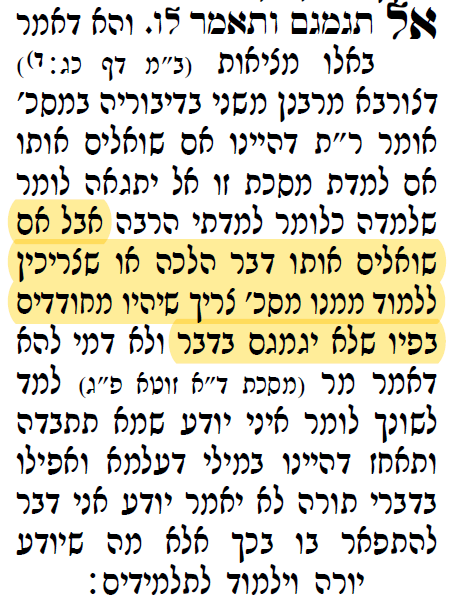 אל תגמגם ותאמר לו. והא דאמר
באלו מציאות (ב״מ דף כג: ד)
דצורבא מרבנן משני בדיבוריה במסכ׳
אומר ר״ת דהיינו אם שואלים אותו
אם למדת מסכת זו אל יתגאה לומר
שלמדה כלומר למדתי הרבה אבל אם
שואלים אותו דבר הלכה או שצריכין
ללמוד ממנו מסכ׳ צריך שיהיו מחודדים
בפיו שלא יגמגם בדבר ולא דמי להא
דאמר מר (מסכת ד״א זוטא פ״ג) למד
לשונך לומר איני יודע שמא תתבדה
ותאחז דהיינו במילי דעלמא ואפילו
בדברי תורה לא יאמר יודע אני דבר
להתפאר בו בכך אלא מה שיודע
יורה וילמוד לתלמידים: